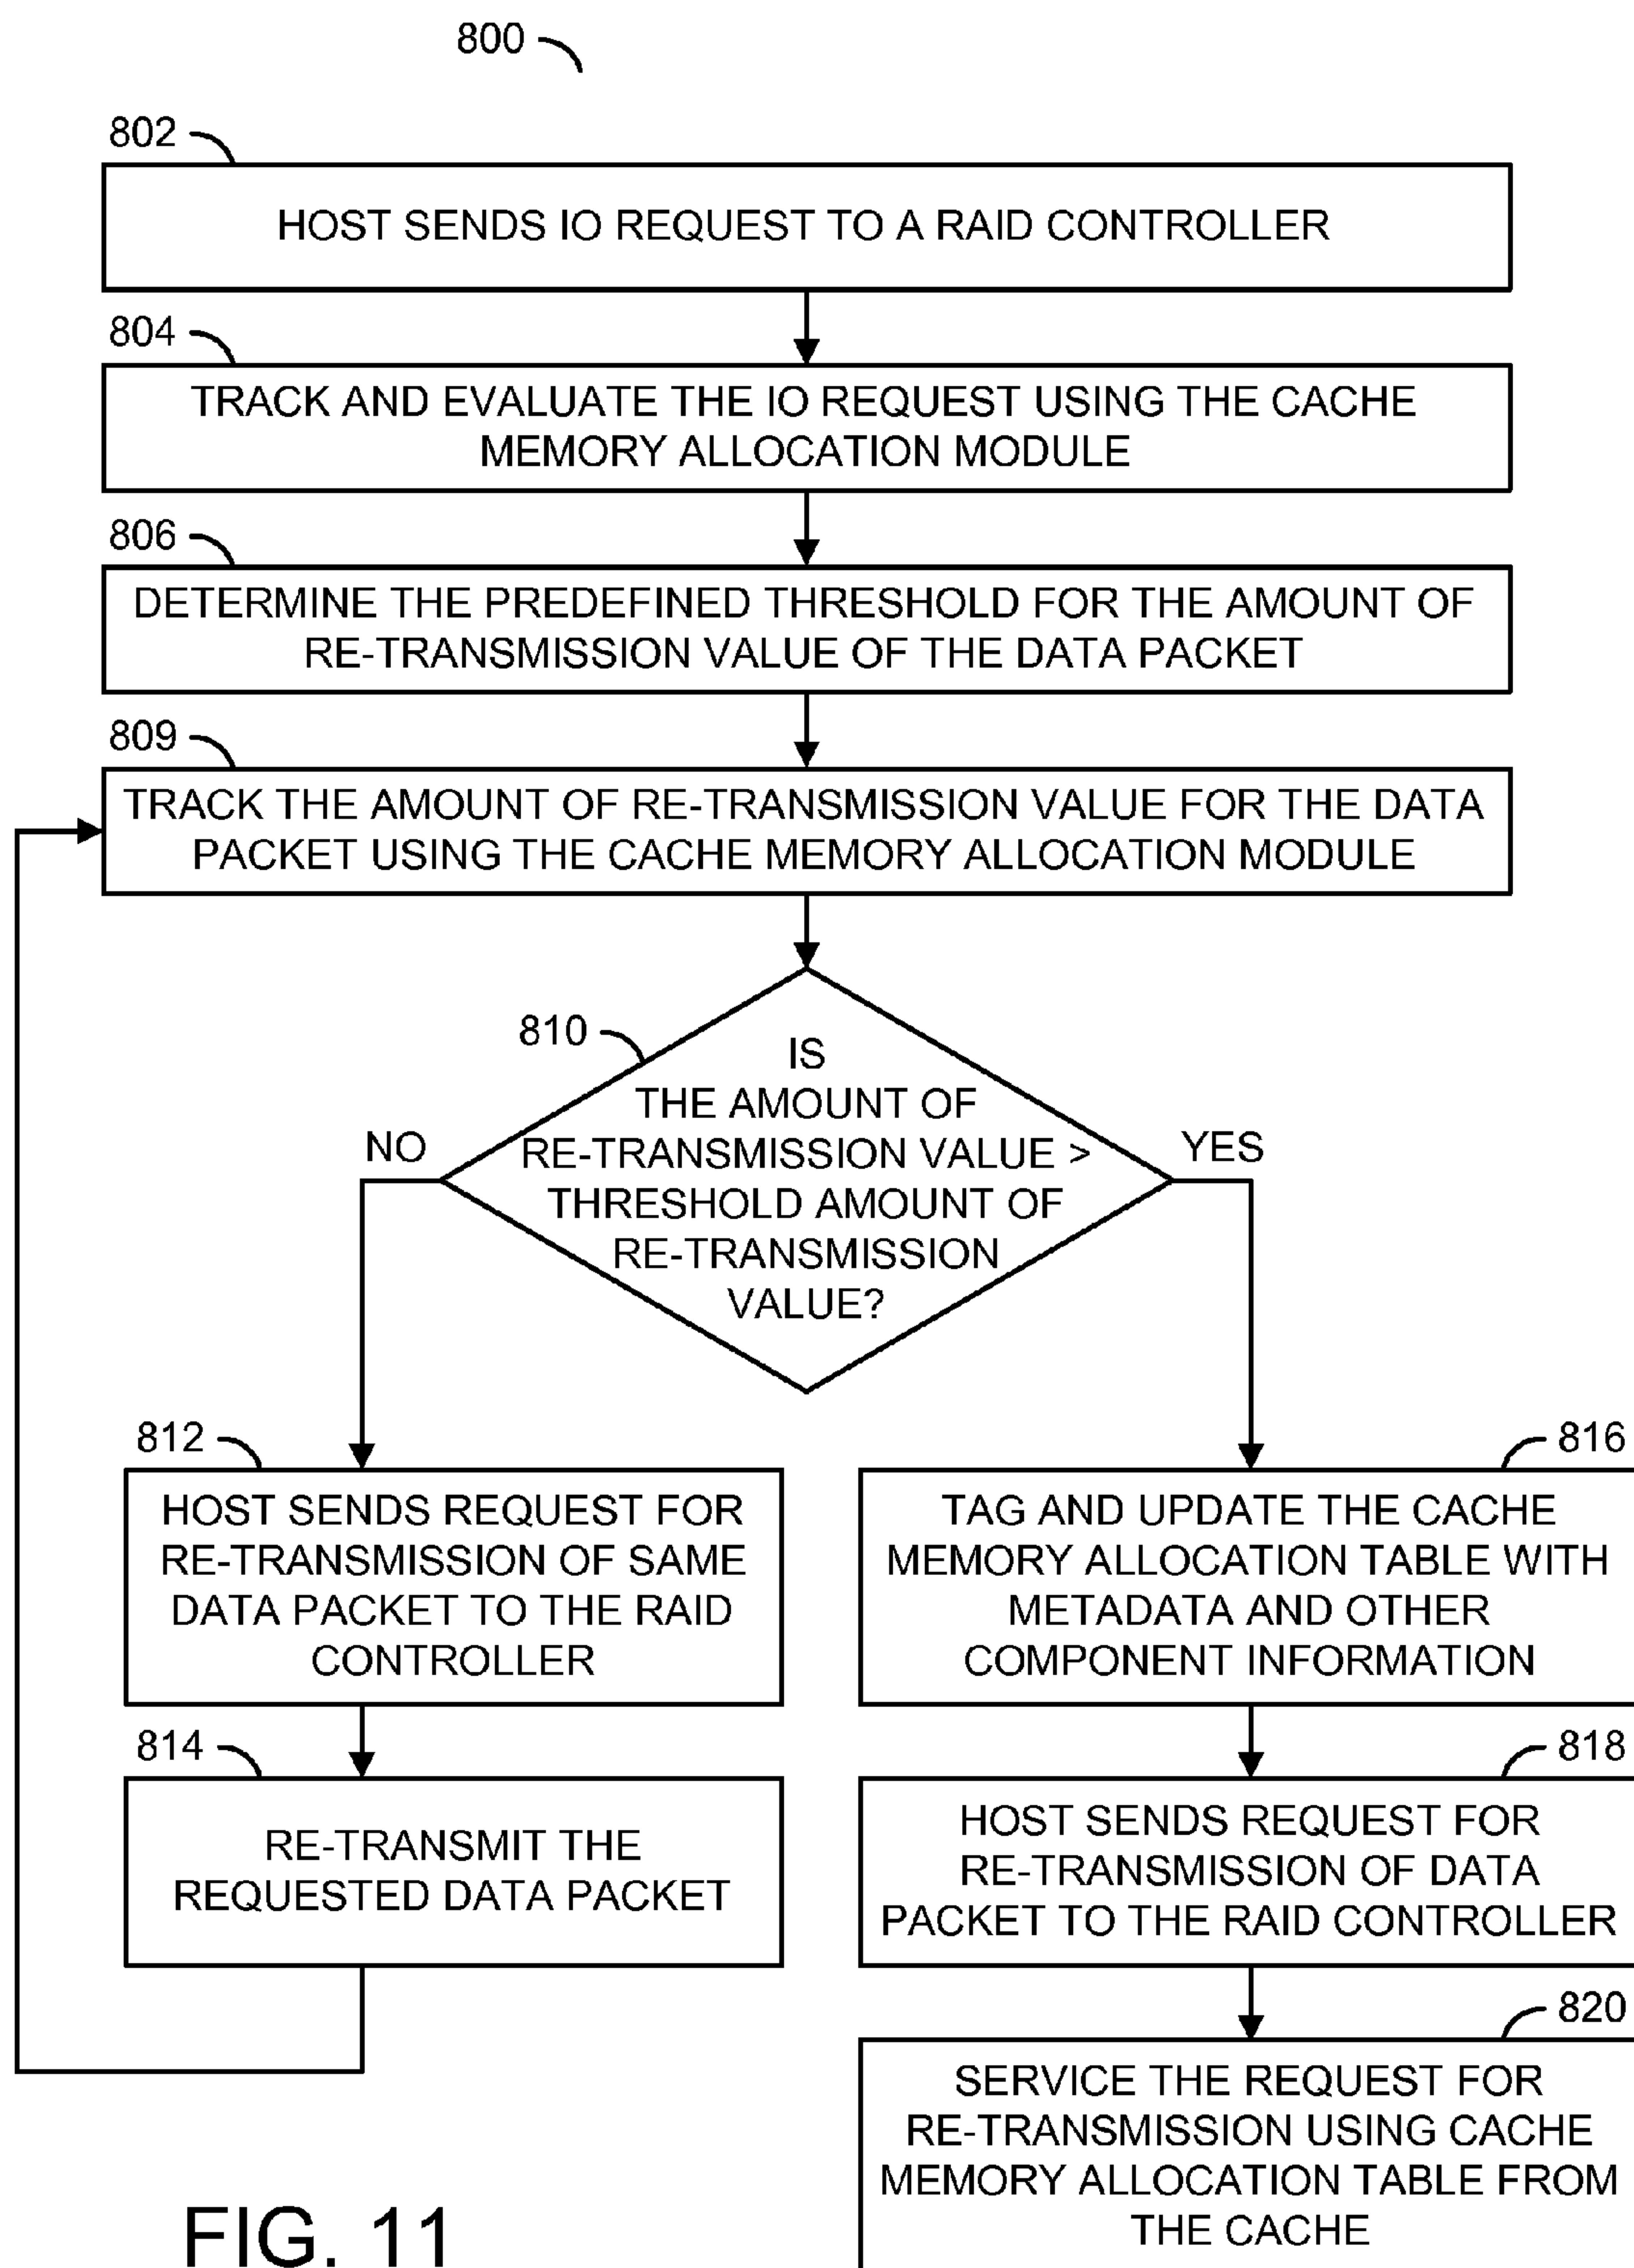 800
802
HOST SENDS IO REQUEST TO A RAID CONTROLLER
804
TRACK AND EVALUATE THE IO REQUEST USING THE CACHE
MEMORY ALLOCATION MODULE
806
DETERMINE THE PREDEFINED THRESHOLD FOR THE AMOUNT OF
RE-TRANSMISSION VALUE OF THE DATA PACKET
809
TRACK THE AMOUNT OF RE-TRANSMISSION VALUE FOR THE DATA
PACKET USING THE CACHE MEMORY ALLOCATION MODULE
810
IS
THE AMOUNT OF
RE-TRANSMISSION VALUE >
THRESHOLD AMOUNT OF
RE-TRANSMISSION
VALUE?
NO
YES
812
HOST SENDS REQUEST FOR
RE-TRANSMISSION OF SAME
DATA PACKET TO THE RAID
CONTROLLER
814
RE-TRANSMIT THE
REQUESTED DATA PACKET
816
TAG AND UPDATE THE CACHE
MEMORY ALLOCATION TABLE WITH
METADATA AND OTHER
COMPONENT INFORMATION
818
HOST SENDS REQUEST FOR
RE-TRANSMISSION OF DATA
PACKET TO THE RAID CONTROLLER
820
SERVICE THE REQUEST FOR
RE-TRANSMISSION USING CACHE
MEMORY ALLOCATION TABLE FROM
THE CACHE
FIG. 11